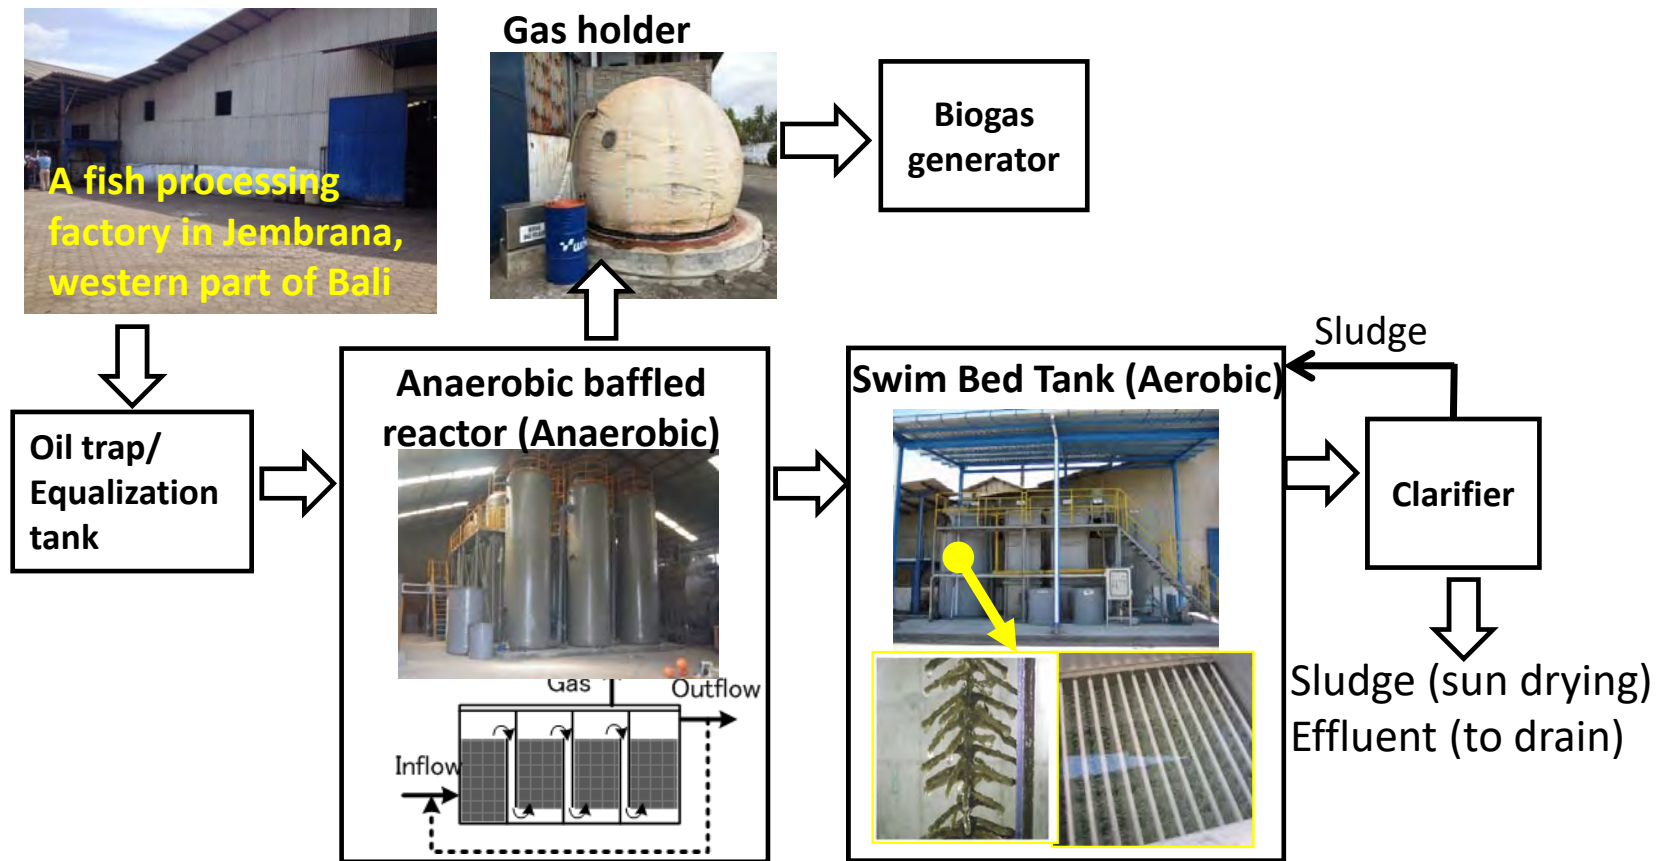 Gas holder
A fish processing
factory in Jembrana,
western part of Bali
Biogas
generator
Sludge
Oil trap/
Equalization
tank
Anaerobic baffled
reactor (Anaerobic)
Gas
Outflow
Inflow
Swim Bed Tank (Aerobic)
Clarifier
Sludge (sun drying)
Effluent (to drain)